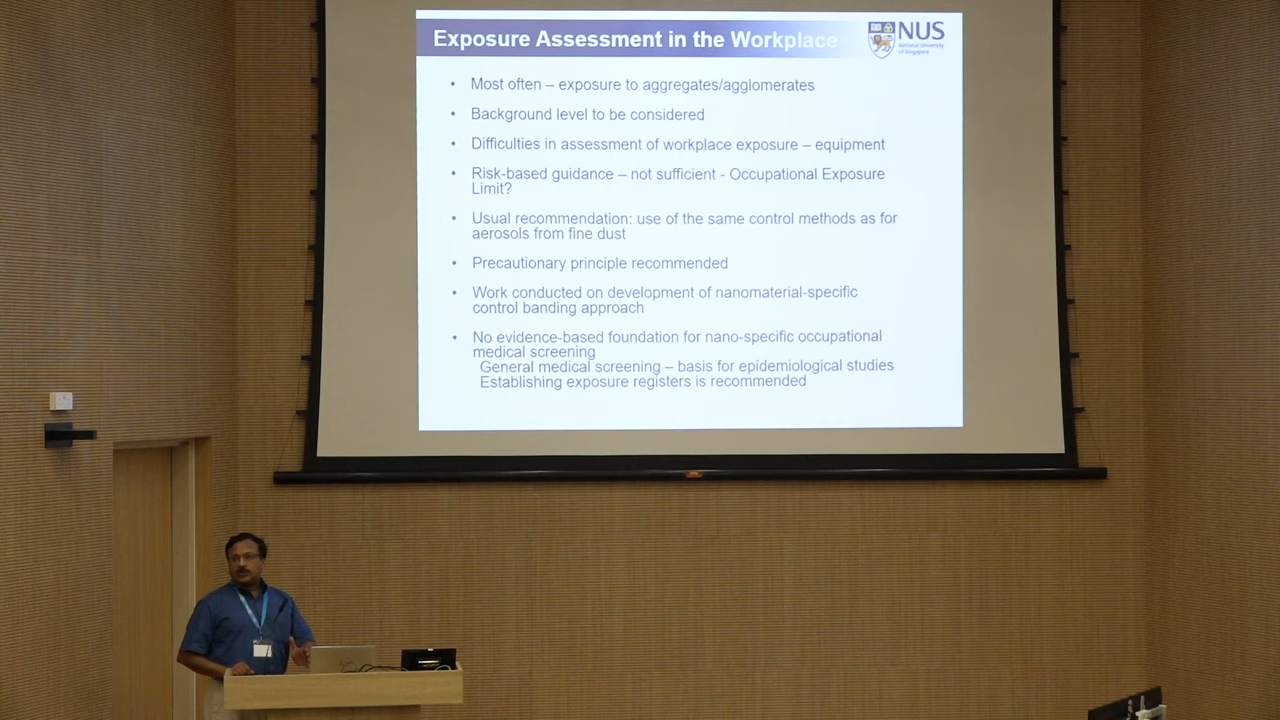 Exposure Assessment in the Workplace
NUS
National University
of Singapore
• Most often – exposure to aggregates/agglomerates
• Background level to be considered
• Difficulties in assessment of workplace exposure – equipment
• Risk-based guidance – not sufficient - Occupational Exposure
Limit?
• Usual recommendation: use of the same control methods as for
aerosols from fine dust
• Precautionary principle recommended
• Work conducted on development of nanomaterial-specific
control banding approach
• No evidence-based foundation for nano-specific occupational
medical screening
General medical screening – basis for epidemiological studies
Establishing exposure registers is recommended